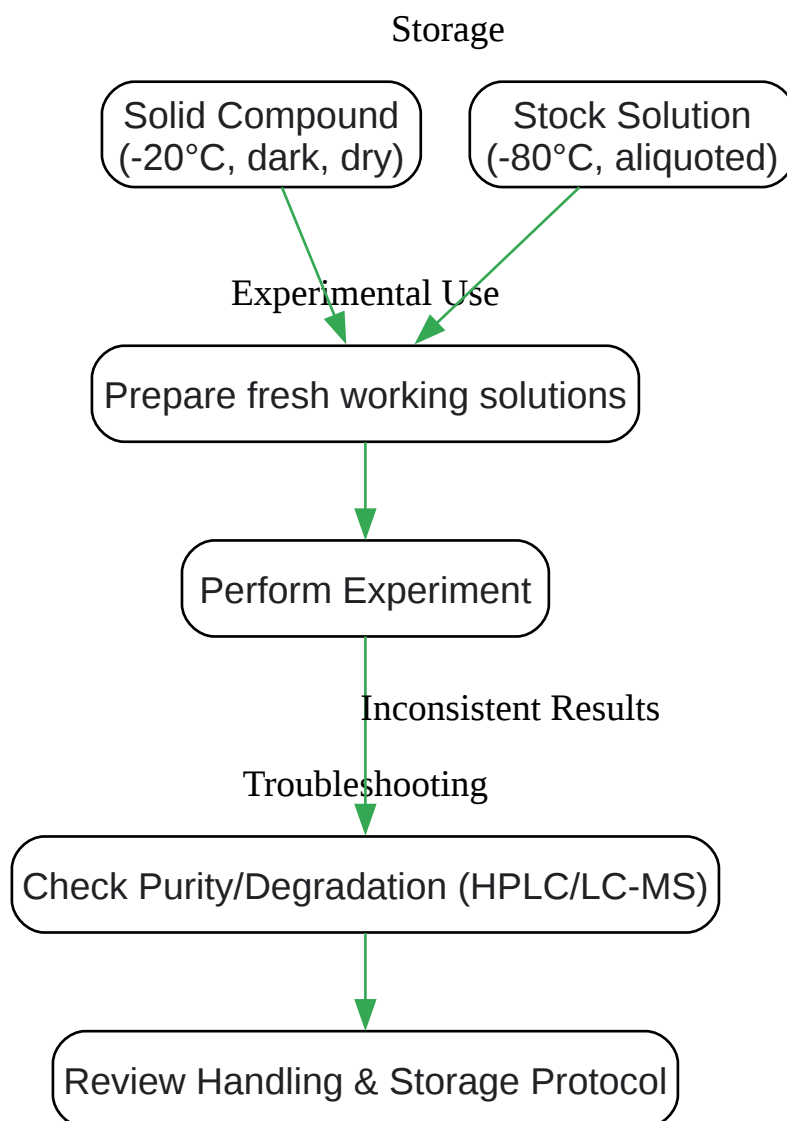 Storage
Solid Compound
(-20°C, dark, dry)
Stock Solution
(-80°C, aliquoted)
Experimental Use
Prepare fresh working solutions
Perform Experiment
Inconsistent Results
Troubleshooting
Check Purity/Degradation (HPLC/LC-MS)
Review Handling & Storage Protocol